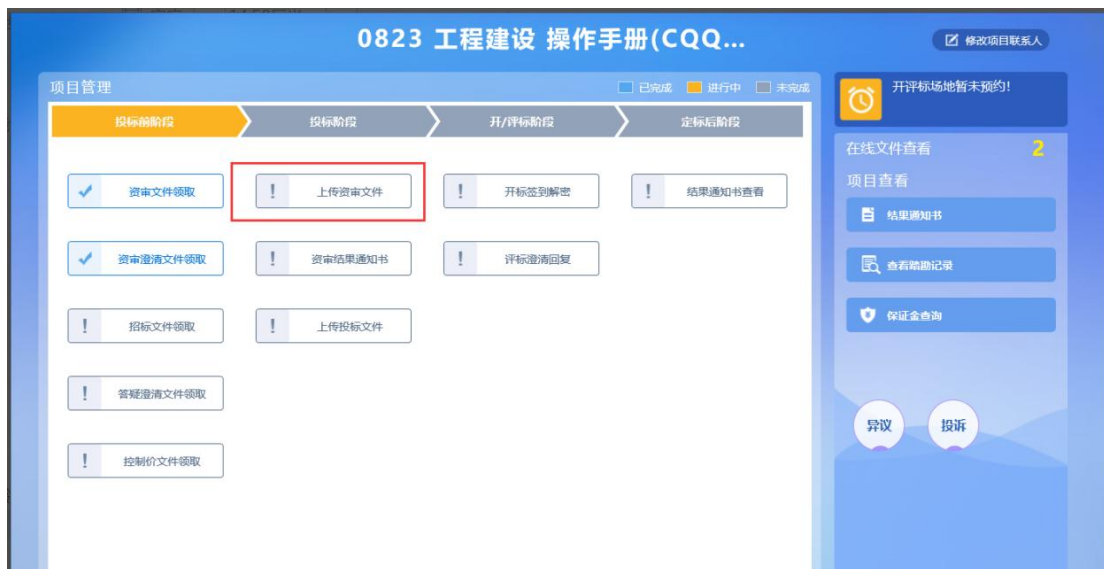 0823 工程建设 操作手册(CQQ...
修改项目联系人
项目管理
已完成 进行中 未完成
投标前阶段 投标阶段 开/评标阶段 定标后阶段
资审文件领取 上传资审文件 开标签到解密 结果通知书查看
资审澄清文件领取 资审结果通知书 评标澄清回复
招标文件领取 上传投标文件
答疑澄清文件领取
控制价文件领取
开评标场地暂未预约!
在线文件查看 2
项目查看
结果通知书
查看踏勘记录
保证金查询
异议 投诉